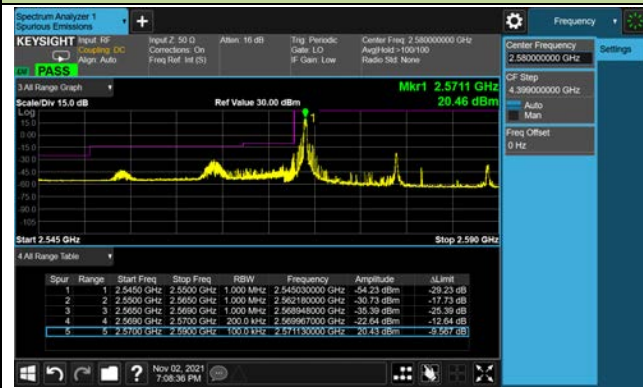 Spectrum Analyzer 1
Spurious Emissions
Frequency
KEYSIGHT
Input: RF
Coupling: DC
Align: Auto
Input Z: 50 Ω
Corrections: On
Freq Ref: Int (S)
Atten: 16 dB
Trig: Periodic
Gate: LO
IF Gain: Low
Center Freq: 2.580000000 GHz
Avg|Hold:>100/100
Radio Std: None
PASS
Center Frequency
2.580000000 GHz
Settings
CF Step
4.399000000 GHz
Auto
Man
Freq Offset
0 Hz
3 All Range Graph
Mkr1 2.5711 GHz
20.46 dBm
Scale/Div 15.0 dB
Ref Value 30.00 dBm
Log
15.0
0.00
-15.0
-30.0
-45.0
-60.0
-75.0
-90.0
-105
1
Start 2.545 GHz
Stop 2.590 GHz
4 All Range Table
Spur Range Start Freq Stop Freq RBW Frequency Amplitude ΔLimit
1 1 2.5450 GHz 2.5500 GHz 1.000 MHz 2.545030000 GHz -54.23 dBm -29.23 dB
2 2 2.5500 GHz 2.5650 GHz 1.000 MHz 2.562180000 GHz -30.73 dBm -17.73 dB
3 3 2.5650 GHz 2.5690 GHz 1.000 MHz 2.568948000 GHz -35.39 dBm -25.39 dB
4 4 2.5690 GHz 2.5700 GHz 200.0 kHz 2.569967000 GHz -22.64 dBm -12.64 dB
5 5 2.5700 GHz 2.5900 GHz 100.0 kHz 2.571130000 GHz 20.43 dBm -9.567 dB
Nov 02, 2021
7:08:36 PM